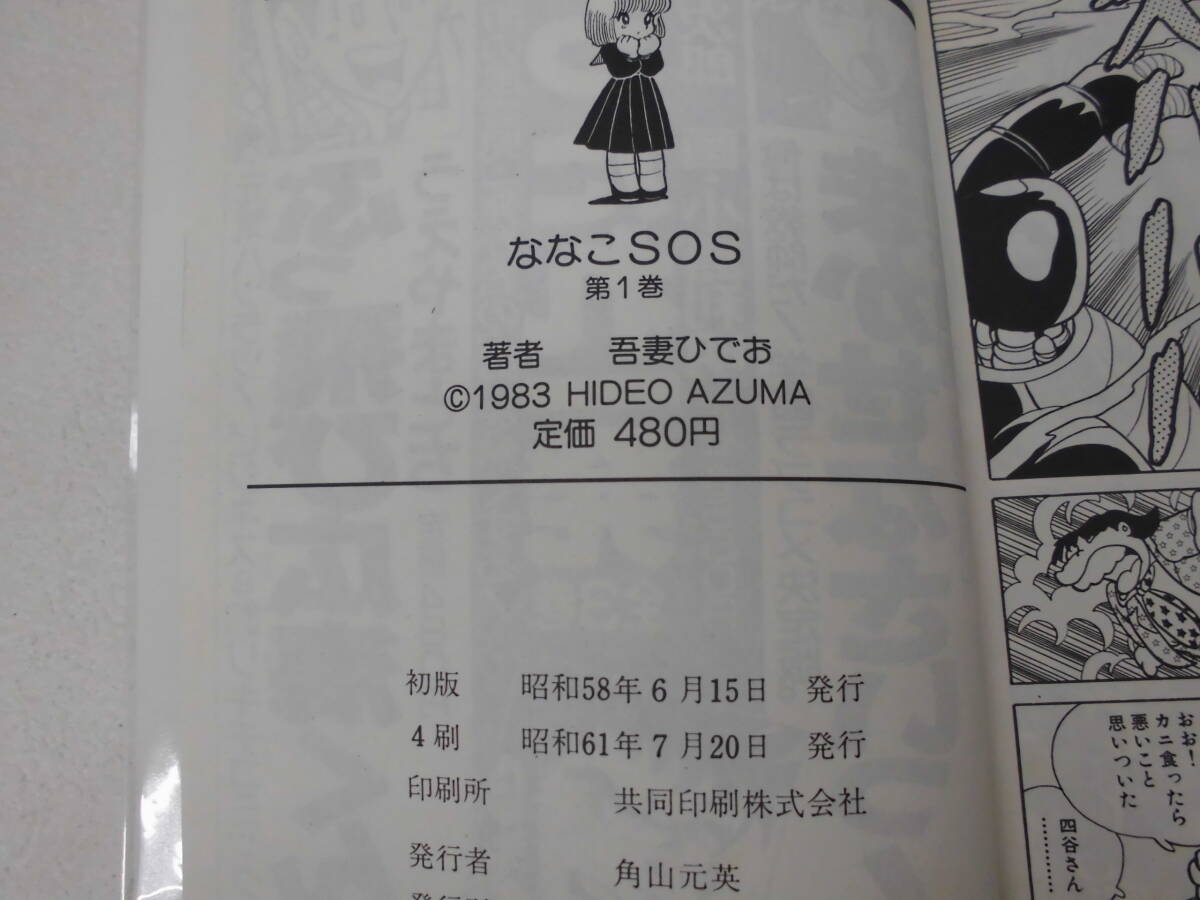 ななこSOS
第1巻
著者 吾妻ひでお
©1983 HIDEO AZUMA
定価 480円
初版 昭和58年6月15日 発行
4刷 昭和61年7月20日 発行
印刷所 共同印刷株式会社
発行者 角山元英
おお!
カニ食ったら
悪いこと
思いついた
四谷さん
…………